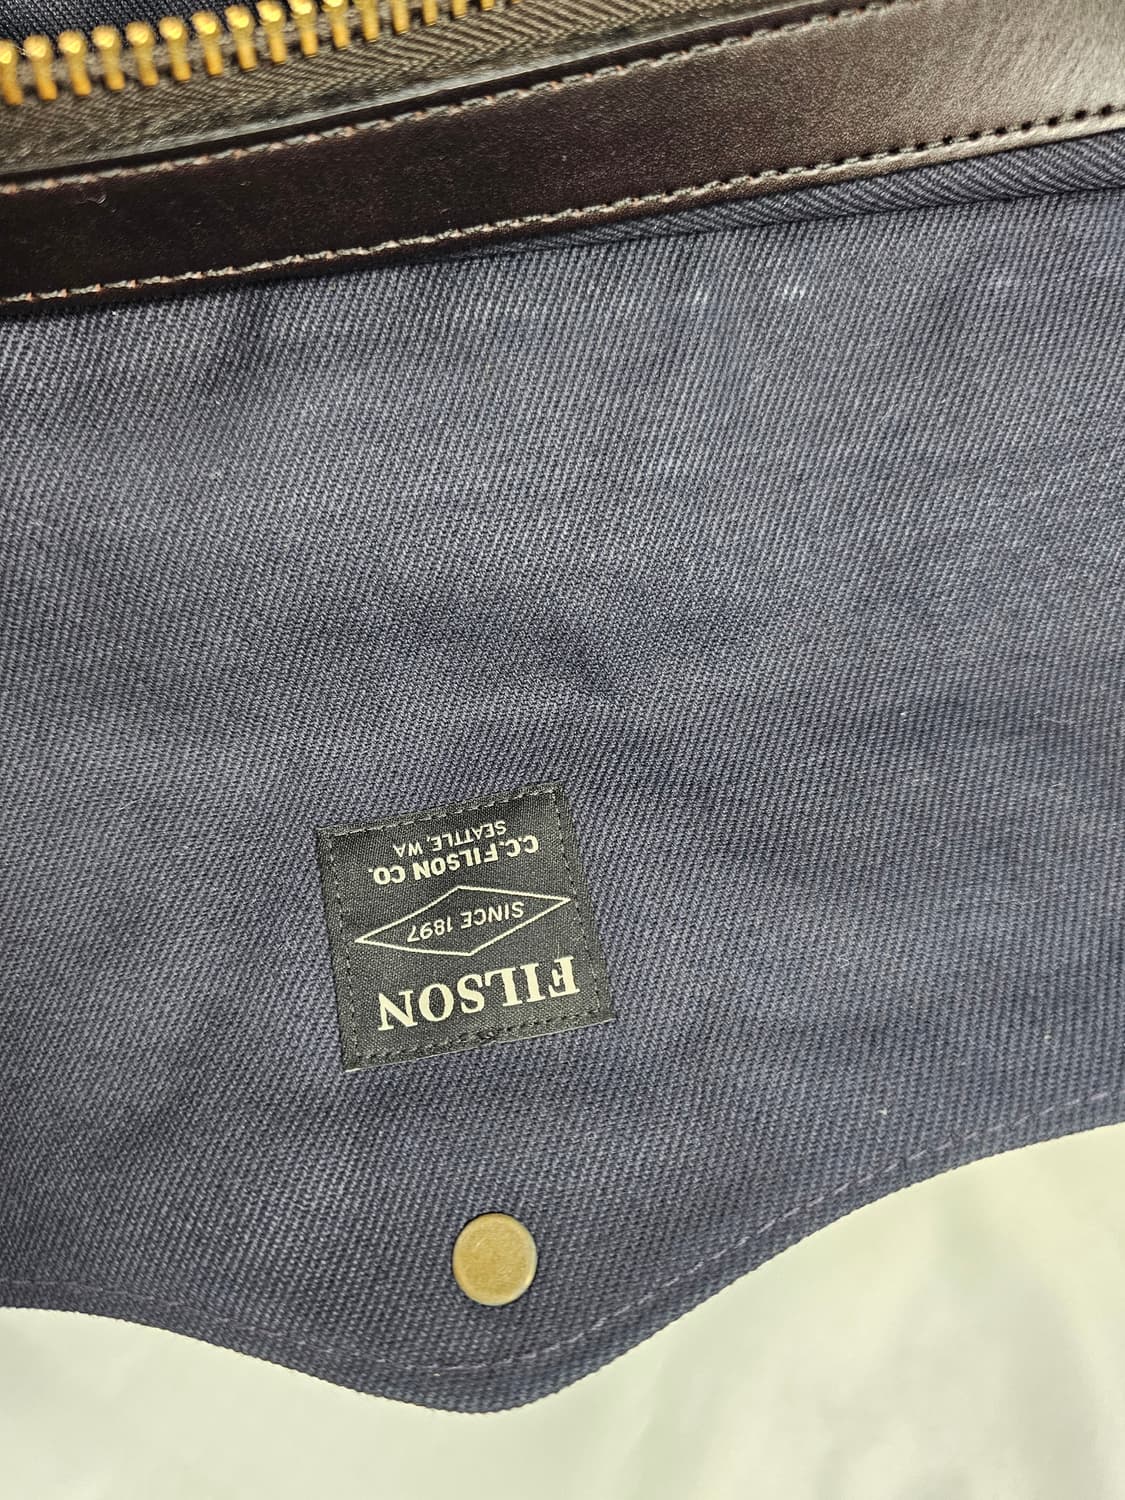 FILSON
SINCE 1897
C.C. FILSON CO.
SEATTLE, WA